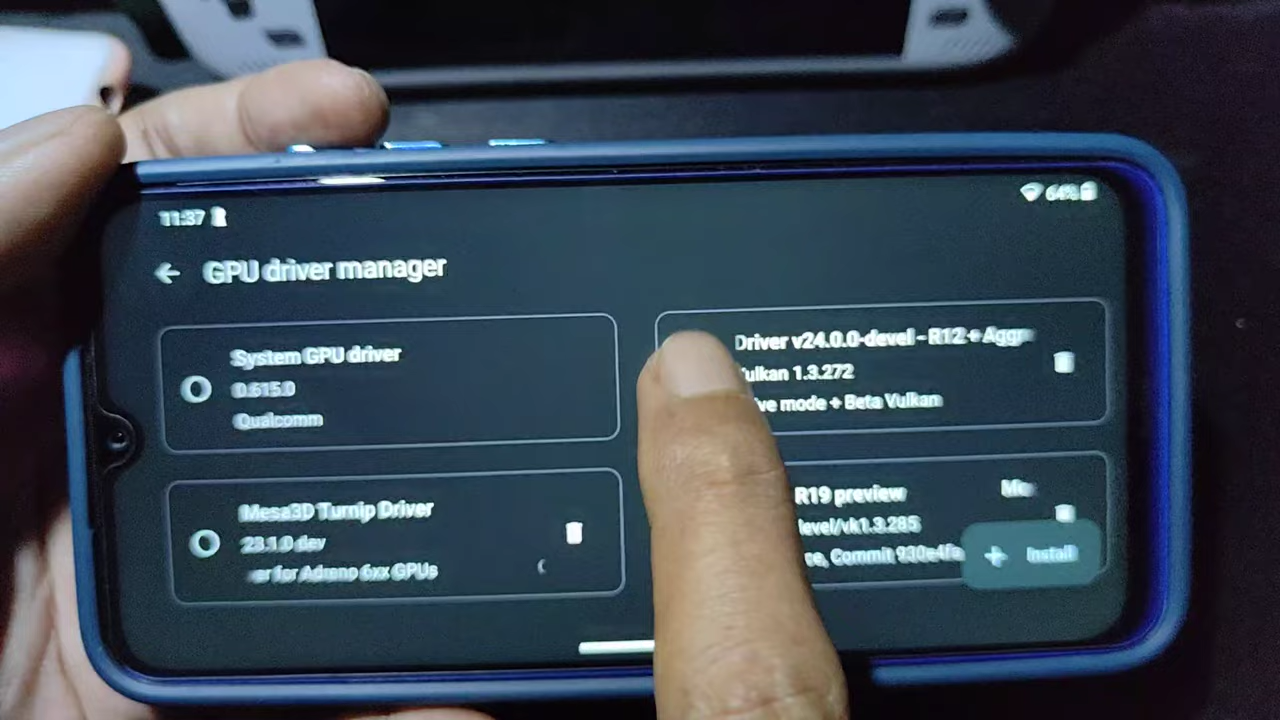 11:37
64%
GPU driver manager
System GPU driver
0.615.0
Qualcomm
Driver v24.0.0-devel - R12 + Aggr
ulkan 1.3.272
ve mode + Beta Vulkan
Mesa3D Turnip Driver
23.1.0 dev
er for Adreno 6xx GPUs
R19 preview
level/vk1.3.285
ce, Commit 930e4fa
Install